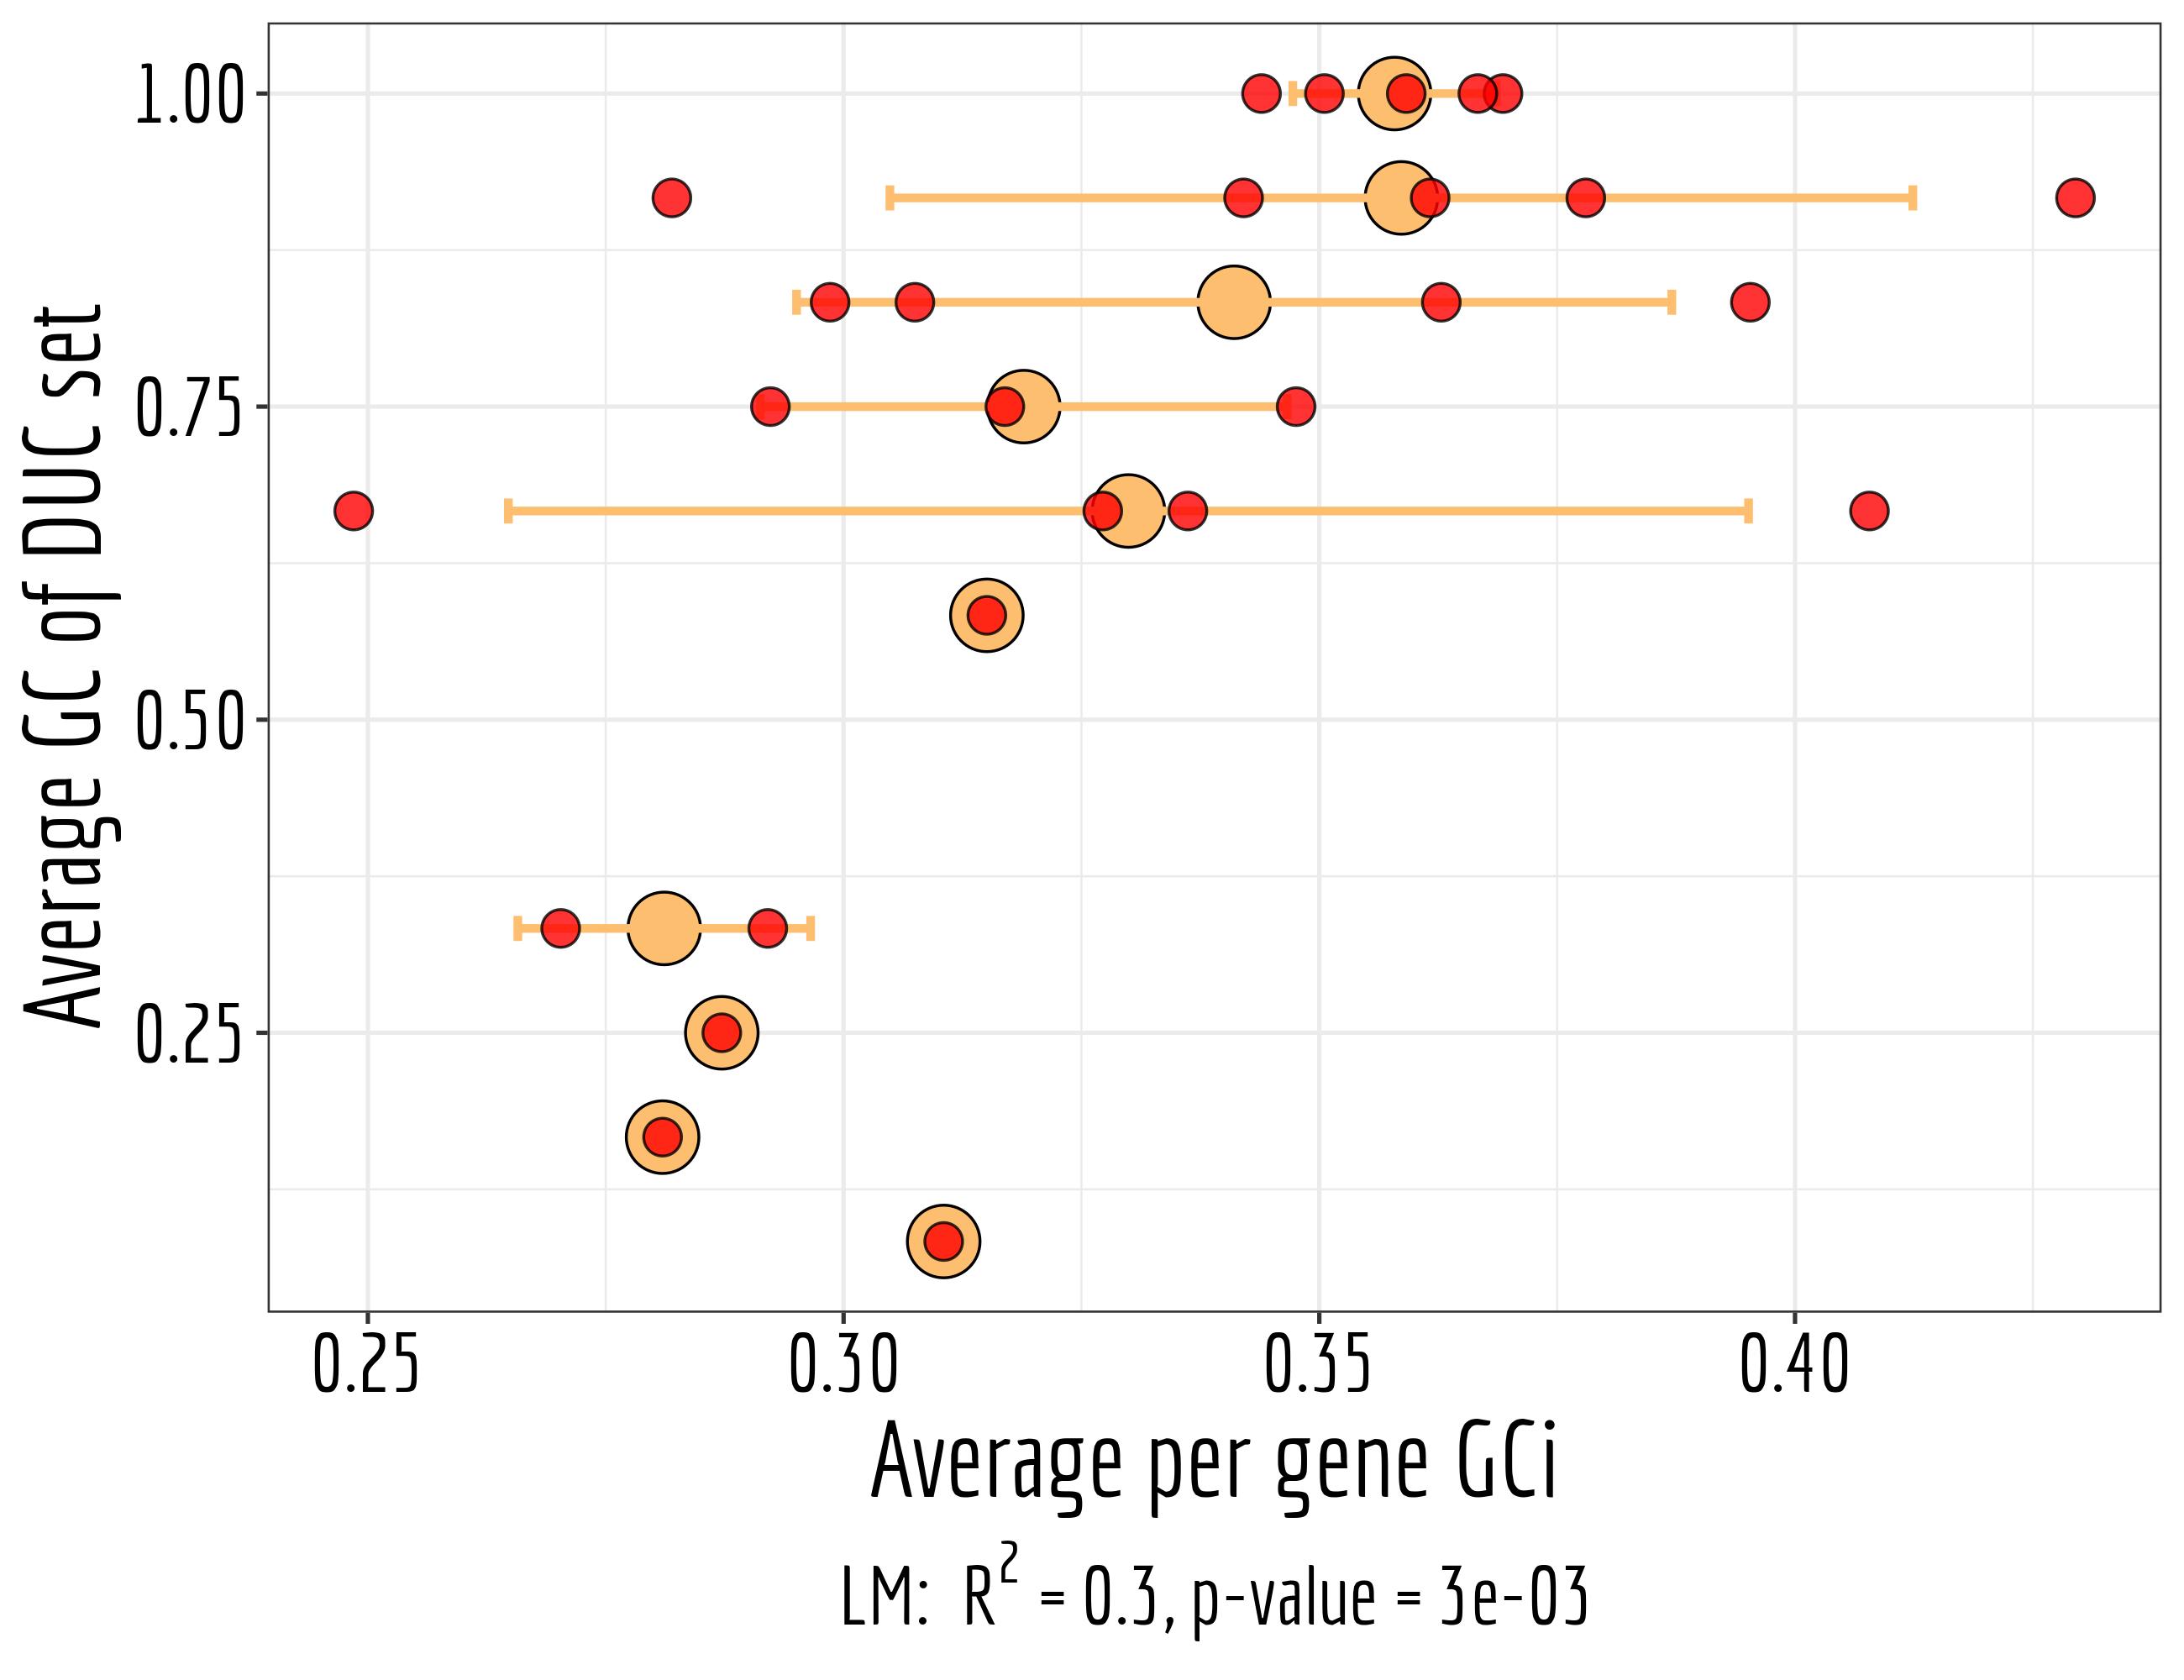 Average GC of DUC set
1.00
0.75
0.50
0.25
0.25
0.30
0.35
0.40
Average per gene GCi
LM: R² = 0.3, p-value = 3e-03